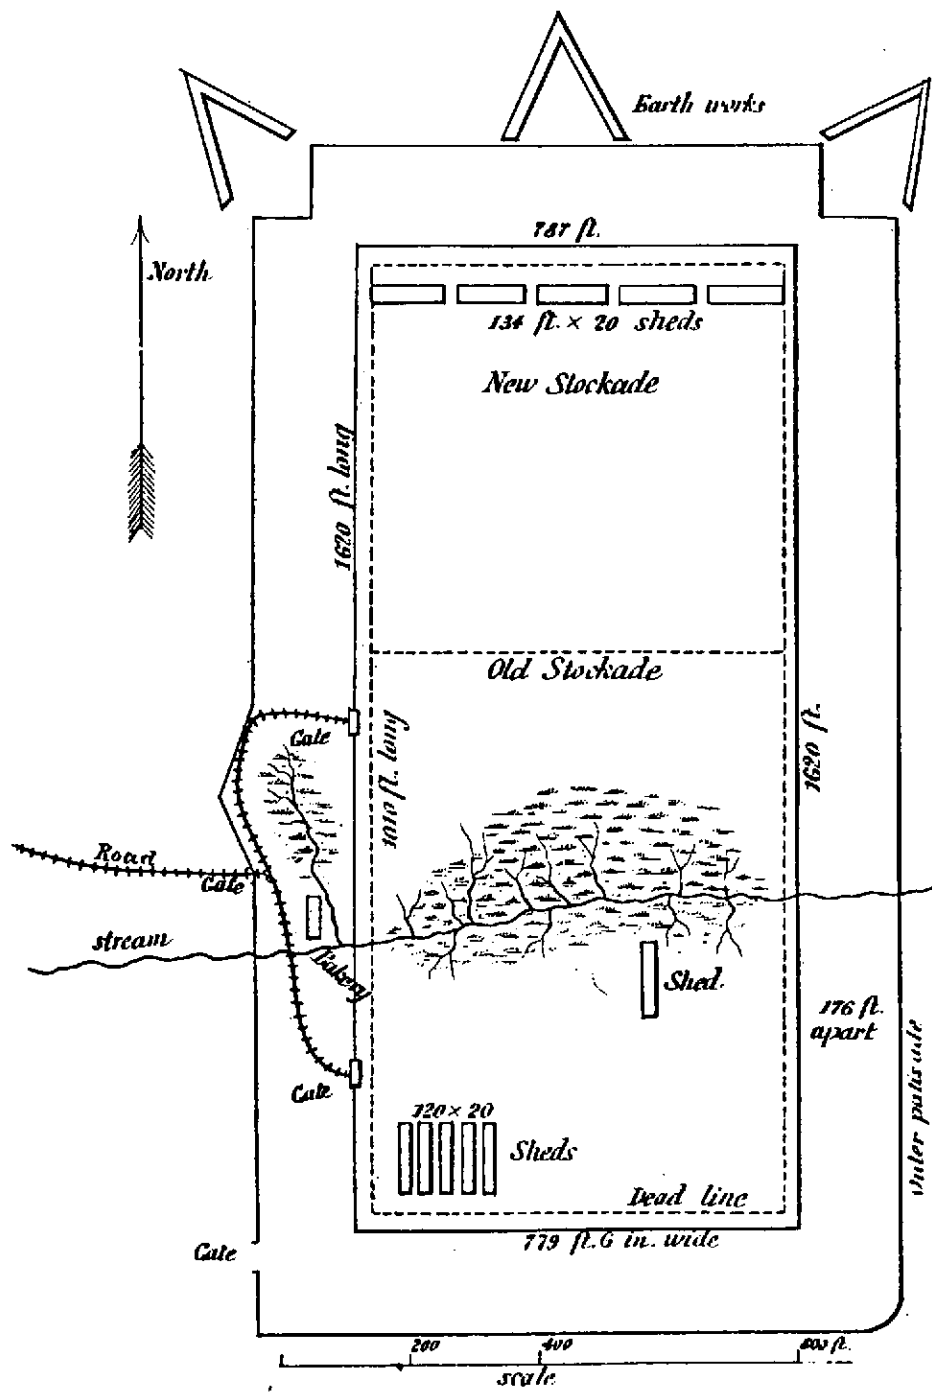 Earth works
787 ft.
North
134 ft. × 20 sheds
New Stockade
1620 ft. long
Old Stockade
1010 ft. long
1620 ft.
Gate
Road
Gate
stream
Bakery
Shed
176 ft.
apart
Outer palisade
Gate
120 × 20
Sheds
Dead line
779 ft. 6 in. wide
Gate
200
400
800 ft.
scale